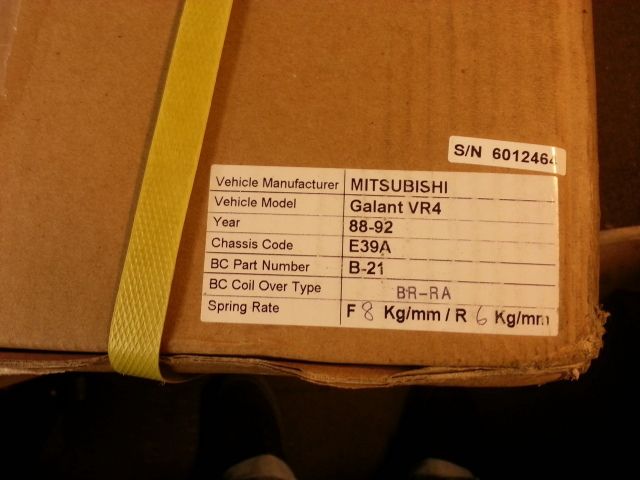 S/N 6012464
Vehicle Manufacturer MITSUBISHI
Vehicle Model Galant VR4
Year 88-92
Chassis Code E39A
BC Part Number B-21
BC Coil Over Type BR-RA
Spring Rate F 8 Kg/mm / R 6 Kg/mm